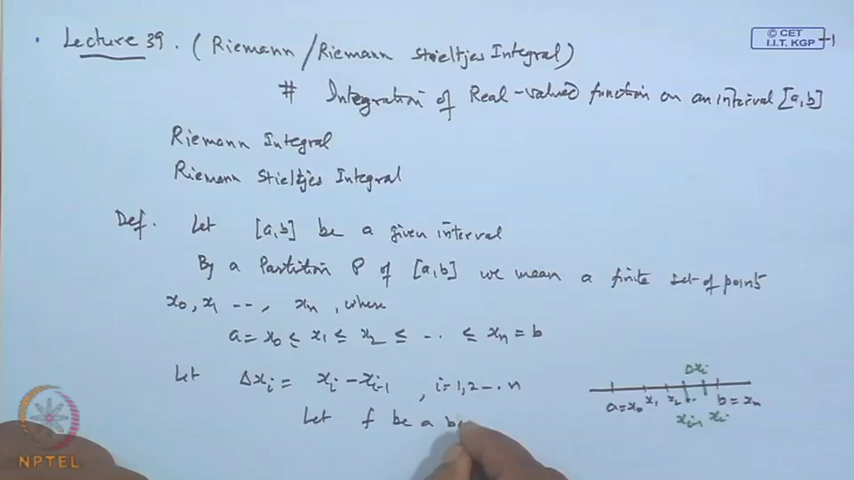 Lecture 39. (Riemann/Riemann Stieltjes Integral)
© CET
I.I.T. KGP
# Integration of Real-valued function on an interval [a,b]
Riemann Integral
Riemann Stieltjes Integral
Def. Let [a,b] be a given interval
By a Partition P of [a,b] we mean a finite set of points
x₀, x₁ ---, xₙ, where
a = x₀ ≤ x₁ ≤ x₂ ≤ -- ≤ xₙ = b
Let Δxᵢ = xᵢ - xᵢ₋₁, i=1,2--.n
Δxᵢ
a=x₀ x₁ x₂ .. b=xₙ
xᵢ₋₁ xᵢ
Let f be a
NPTEL